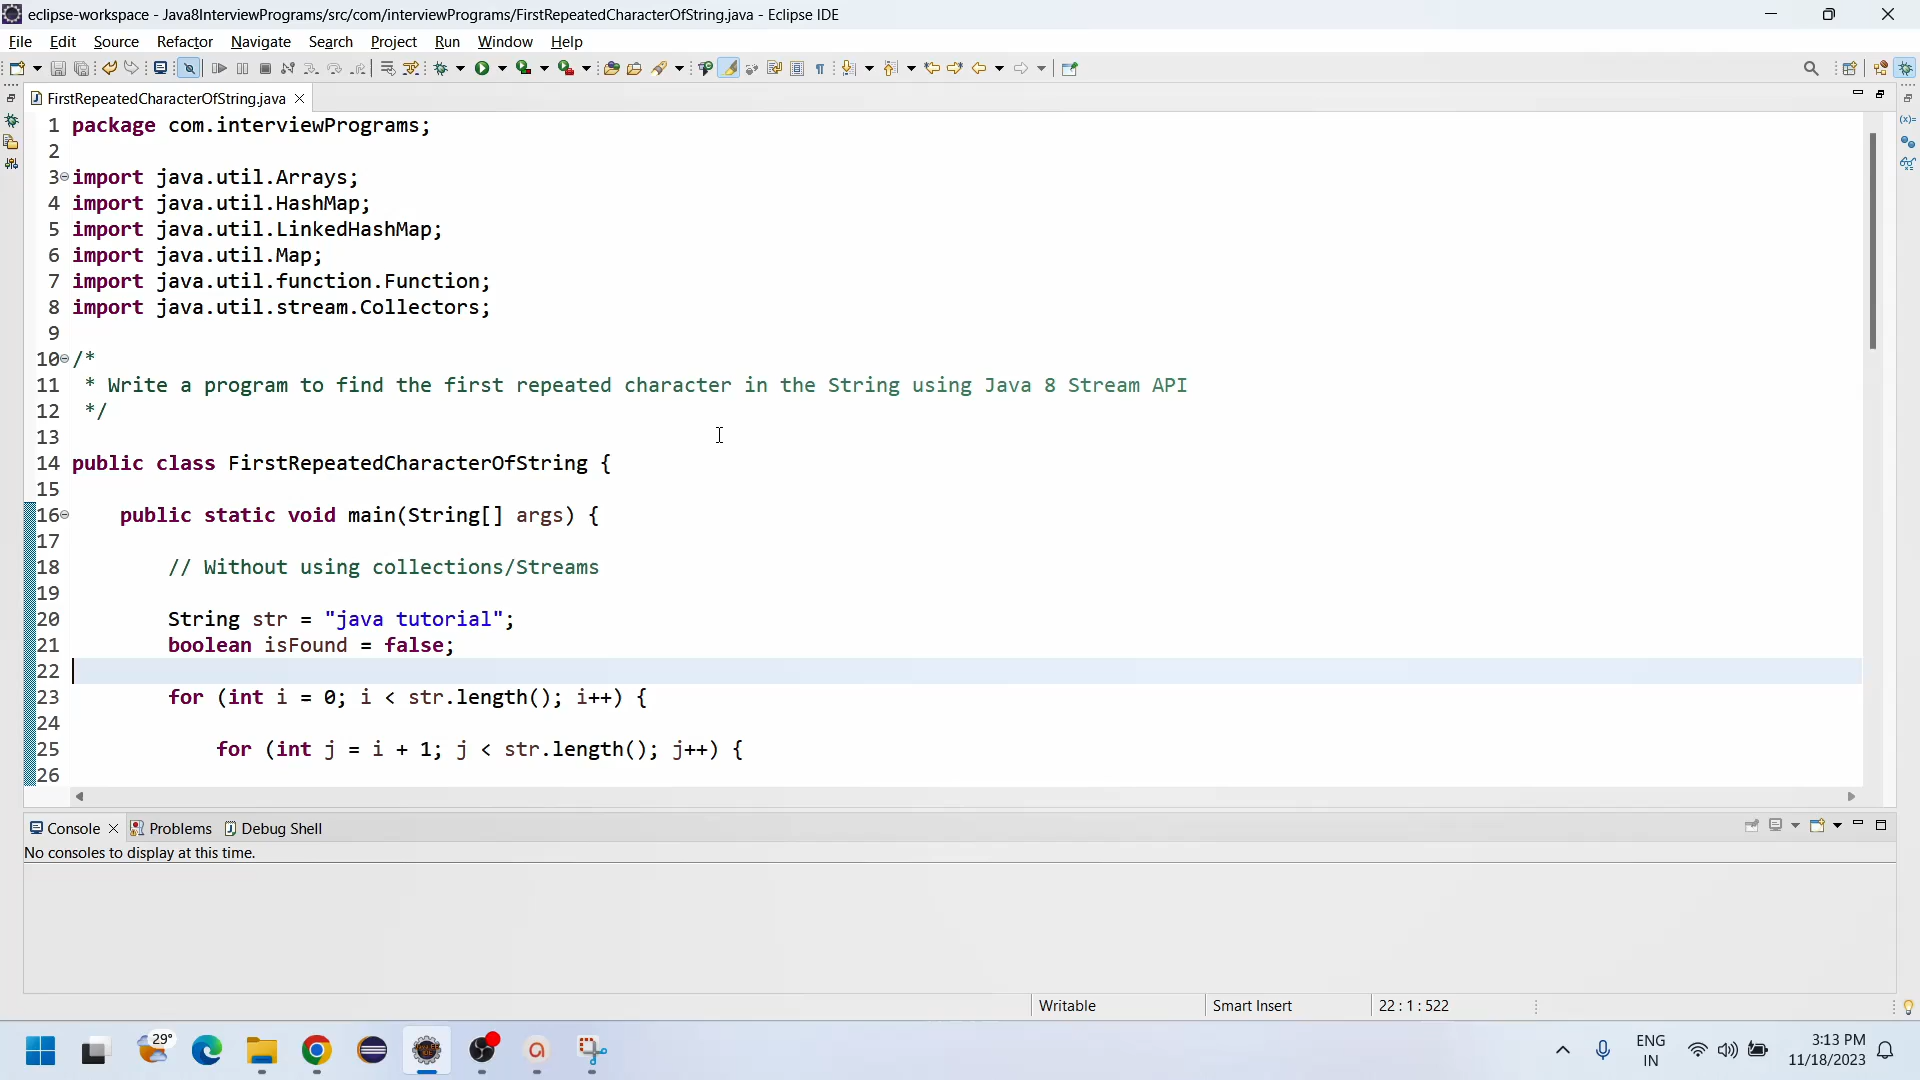 eclipse-workspace - Java8InterviewPrograms/src/com/interviewPrograms/FirstRepeatedCharacterOfString.java - Eclipse IDE
File Edit Source Refactor Navigate Search Project Run Window Help
FirstRepeatedCharacterOfString.java
1 package com.interviewPrograms;
2
3 import java.util.Arrays;
4 import java.util.HashMap;
5 import java.util.LinkedHashMap;
6 import java.util.Map;
7 import java.util.function.Function;
8 import java.util.stream.Collectors;
9
10 /*
11 * Write a program to find the first repeated character in the String using Java 8 Stream API
12 */
13
14 public class FirstRepeatedCharacterOfString {
15
16 public static void main(String[] args) {
17
18 // Without using collections/Streams
19
20 String str = "java tutorial";
21 boolean isFound = false;
22
23 for (int i = 0; i < str.length(); i++) {
24
25 for (int j = i + 1; j < str.length(); j++) {
26
Console Problems Debug Shell
No consoles to display at this time.
Writable Smart Insert 22 : 1 : 522
29°
ENG
IN
3:13 PM
11/18/2023